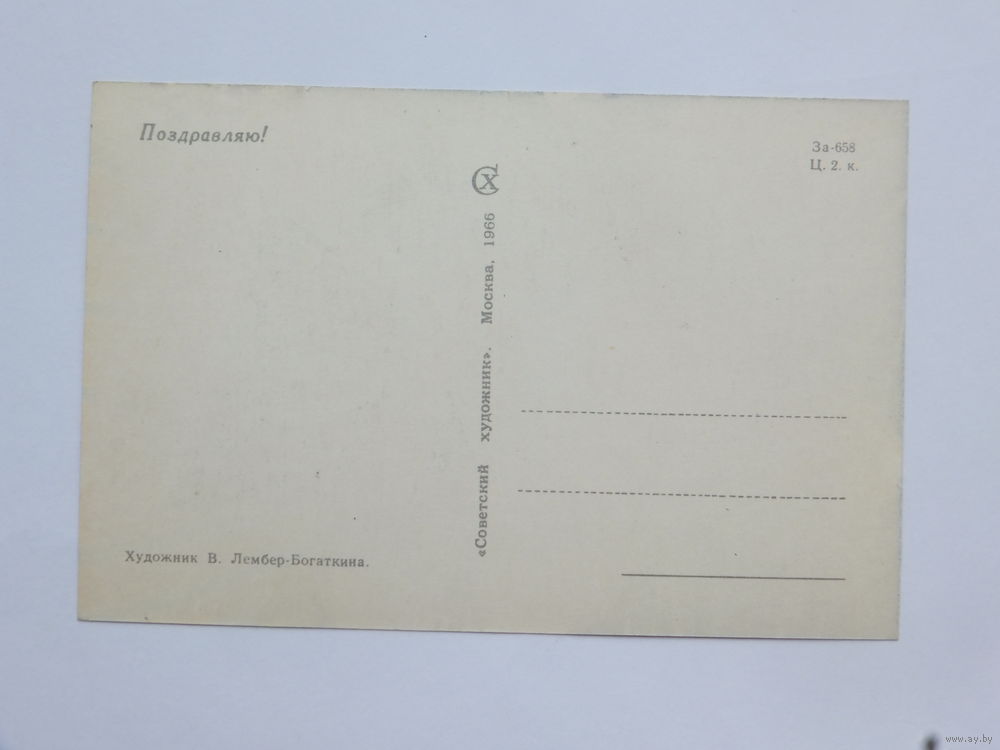 Поздравляю!
За-658
Ц. 2. к.
СХ
«Советский художник». Москва, 1966
Художник В. Лембер-Богаткина.
www.ay.by